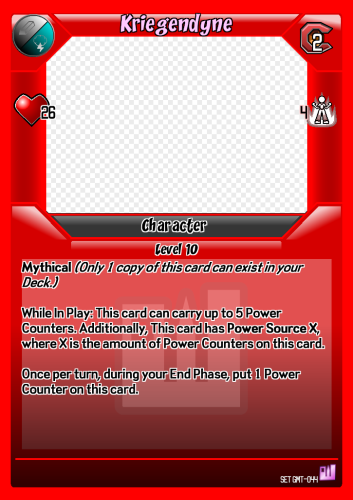 Kriegendyne
2
26
4
Character
Level 10
Mythical (Only 1 copy of this card can exist in your
Deck.)
While In Play: This card can carry up to 5 Power
Counters. Additionally, This card has Power Source X,
where X is the amount of Power Counters on this card.
Once per turn, during your End Phase, put 1 Power
Counter on this card.
SET GMT-044